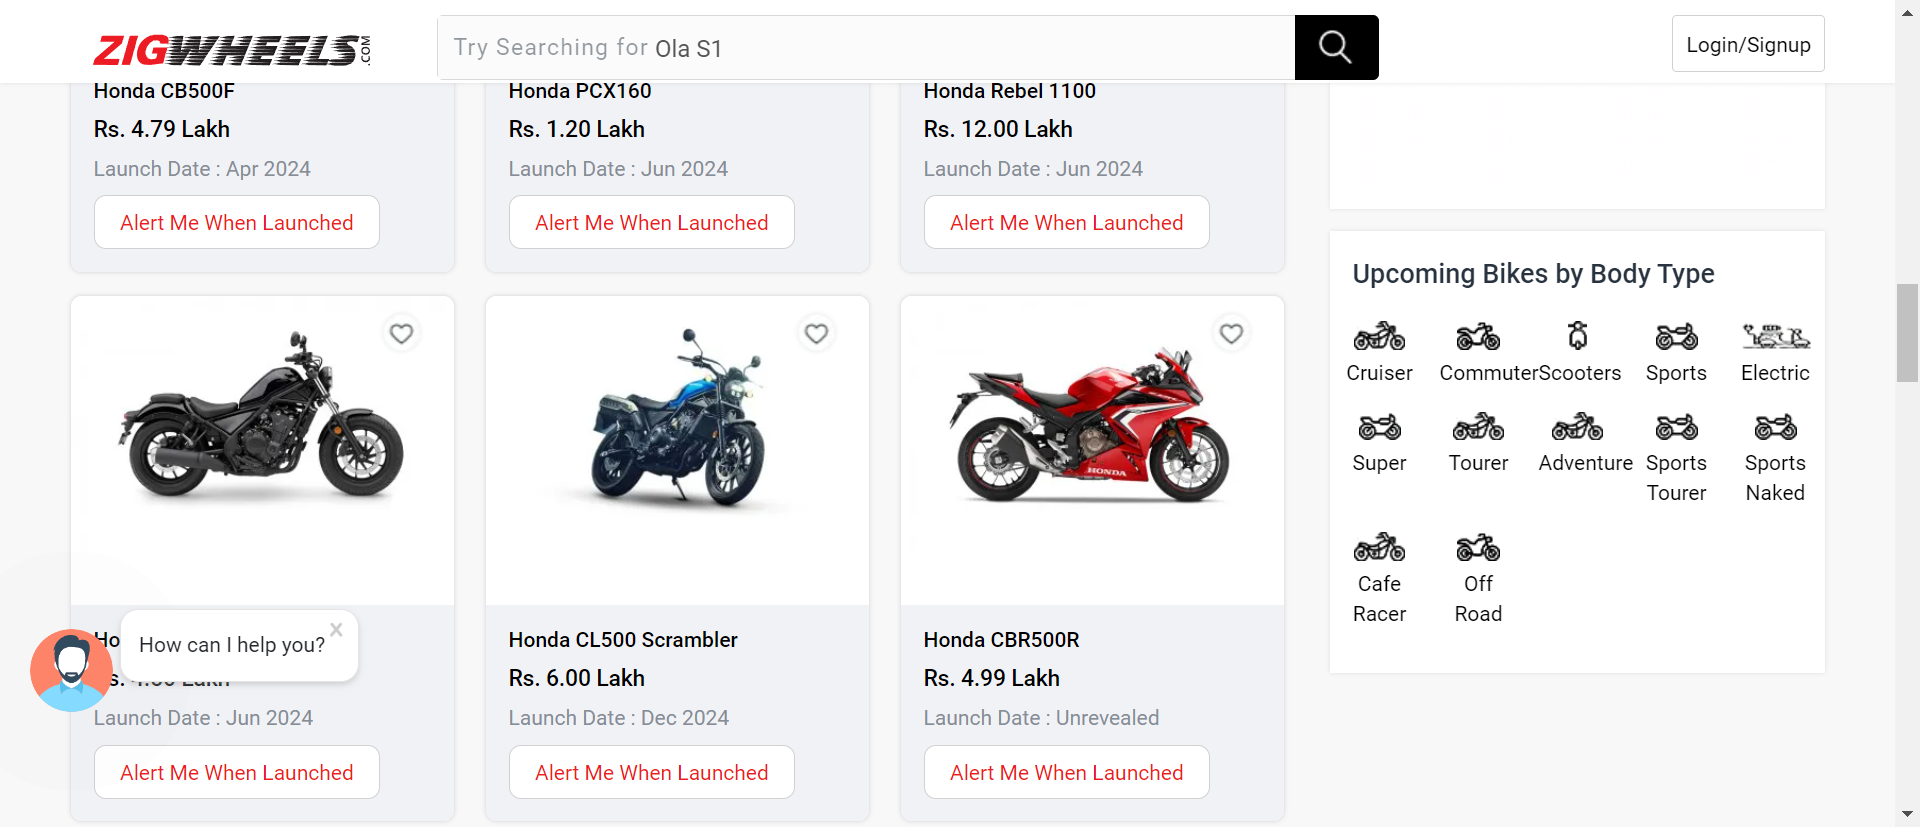 ZIGWHEELS.COM
Try Searching for Ola S1
Login/Signup
Honda CB500F
Rs. 4.79 Lakh
Launch Date : Apr 2024
Alert Me When Launched
Honda PCX160
Rs. 1.20 Lakh
Launch Date : Jun 2024
Alert Me When Launched
Honda Rebel 1100
Rs. 12.00 Lakh
Launch Date : Jun 2024
Alert Me When Launched
Launch Date : Jun 2024
Alert Me When Launched
Honda CL500 Scrambler
Rs. 6.00 Lakh
Launch Date : Dec 2024
Alert Me When Launched
HONDA
Honda CBR500R
Rs. 4.99 Lakh
Launch Date : Unrevealed
Alert Me When Launched
How can I help you?
Upcoming Bikes by Body Type
Cruiser
Commuter
Scooters
Sports
Electric
Super
Tourer
Adventure
Sports
Tourer
Sports
Naked
Cafe
Racer
Off
Road